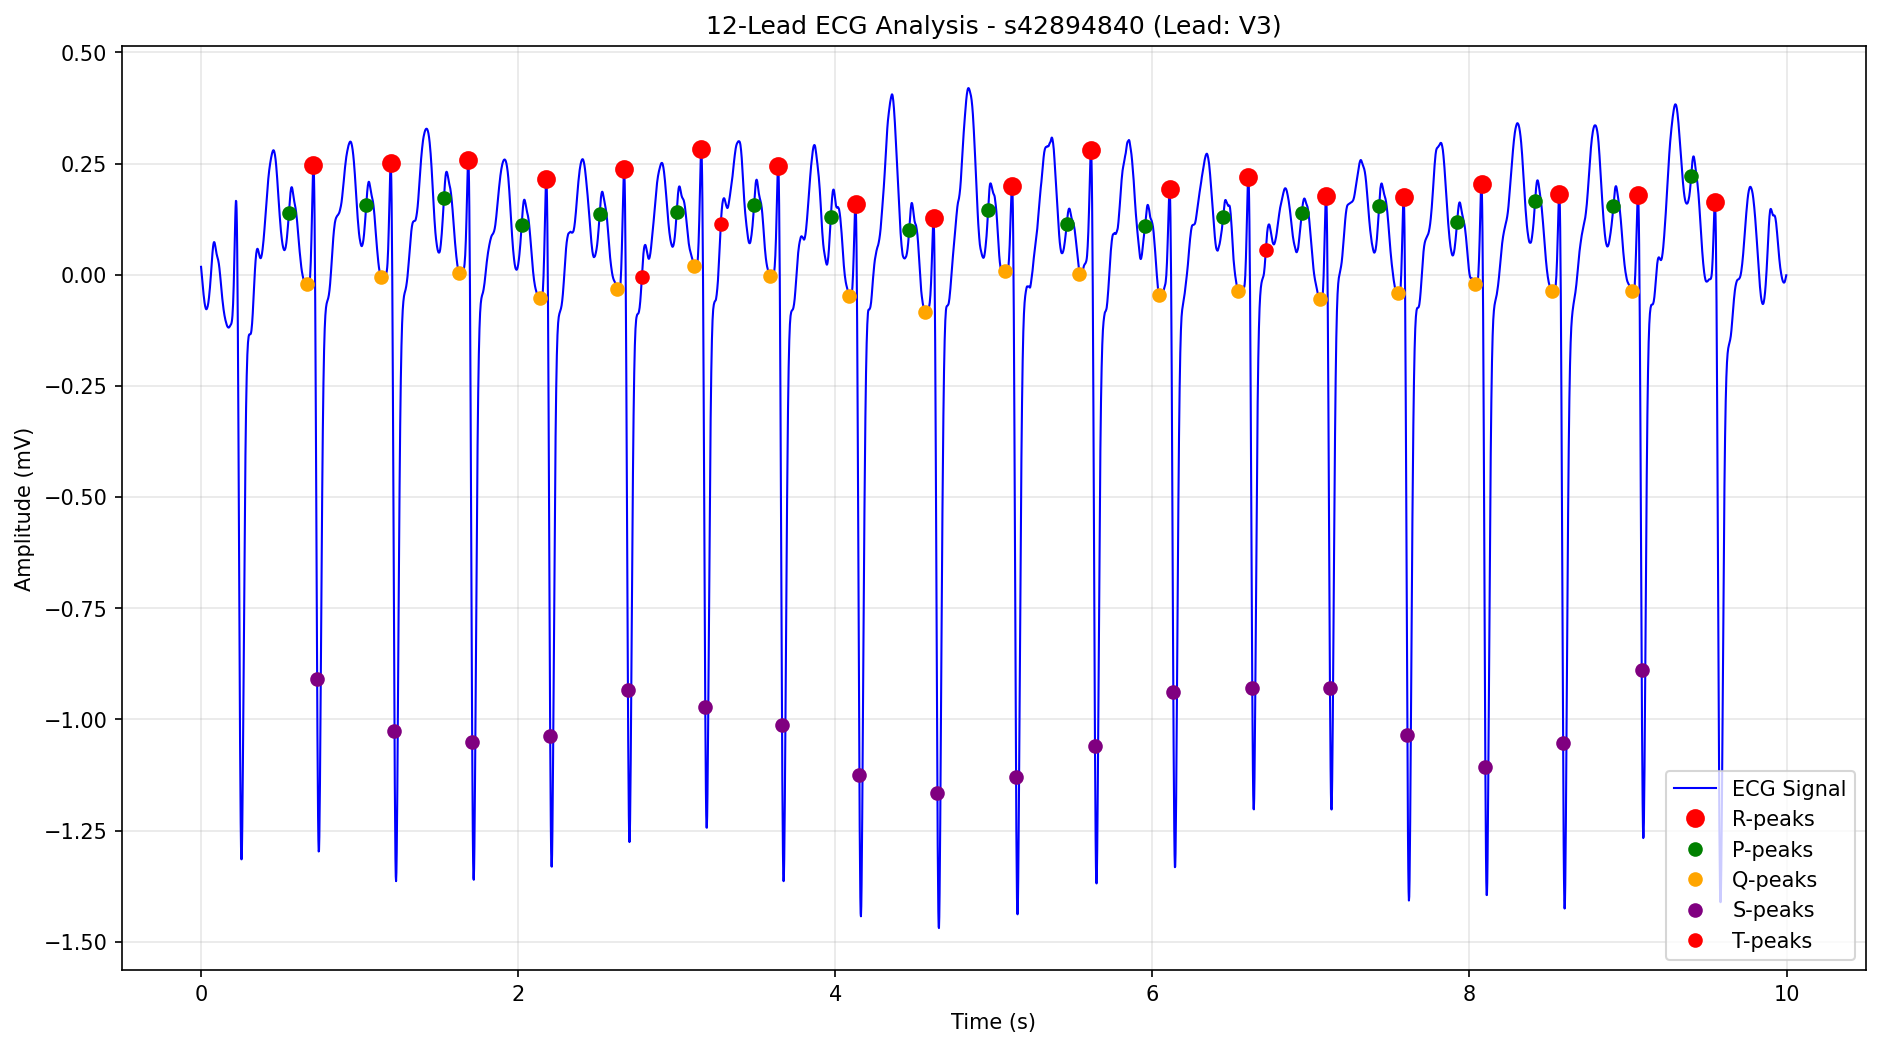 12-Lead ECG Analysis - s42894840 (Lead: V3)
Amplitude (mV)
0.50
0.25
0.00
−0.25
−0.50
−0.75
−1.00
−1.25
−1.50
ECG Signal
R-peaks
P-peaks
Q-peaks
S-peaks
T-peaks
0 2 4 6 8 10
Time (s)